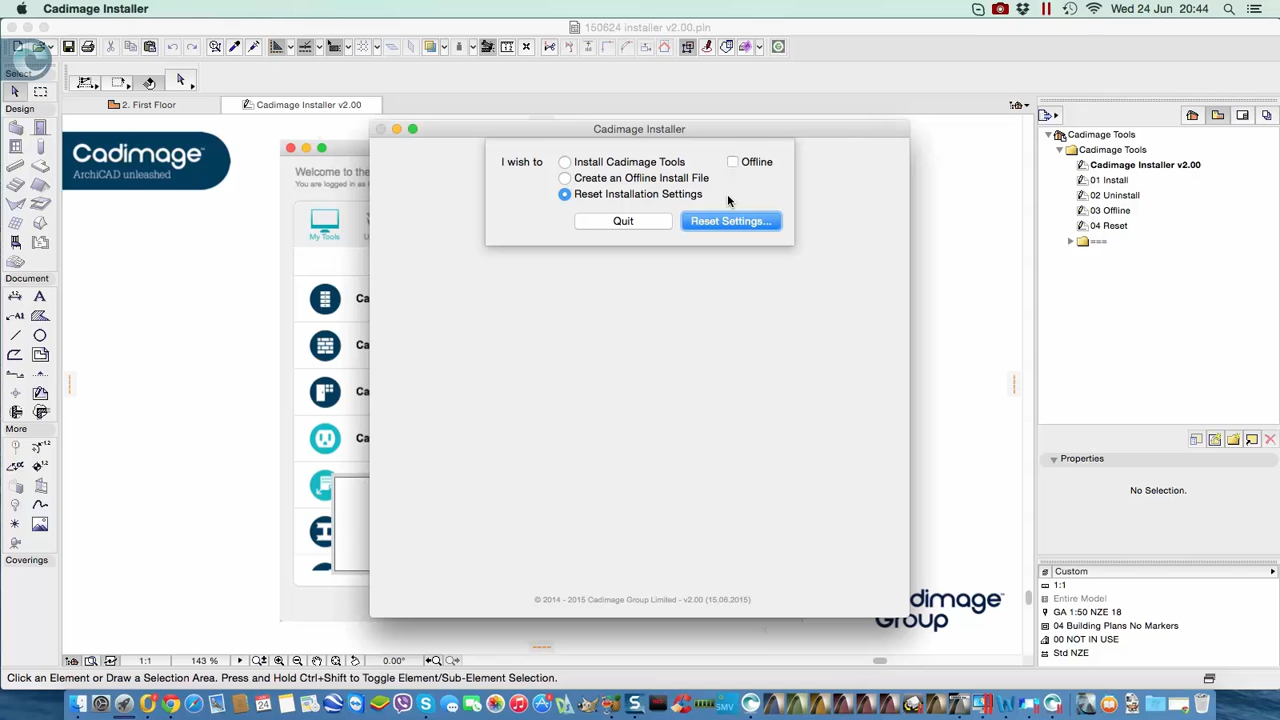 Cadimage Installer
Wed 24 Jun 20:44
150624 installer v2.00.pln
Select
2. First Floor
Cadimage Installer v2.00
Design
Cadimage
ArchiCAD unleashed
Welcome to the
You are logged in as
My Tools
Cadimage Installer
I wish to
Install Cadimage Tools
Offline
Create an Offline Install File
Reset Installation Settings
Quit
Reset Settings...
© 2014 - 2015 Cadimage Group Limited - v2.00 (15.06.2015)
adimage
Group
Cadimage Tools
Cadimage Tools
Cadimage Installer v2.00
01 Install
02 Uninstall
03 Offline
04 Reset
===
Document
More
Coverings
Properties
No Selection.
Custom
1:1
Entire Model
GA 1:50 NZE 18
04 Building Plans No Markers
00 NOT IN USE
Std NZE
1:1
143 %
0.00°
Click an Element or Draw a Selection Area. Press and Hold Ctrl+Shift to Toggle Element/Sub-Element Selection.